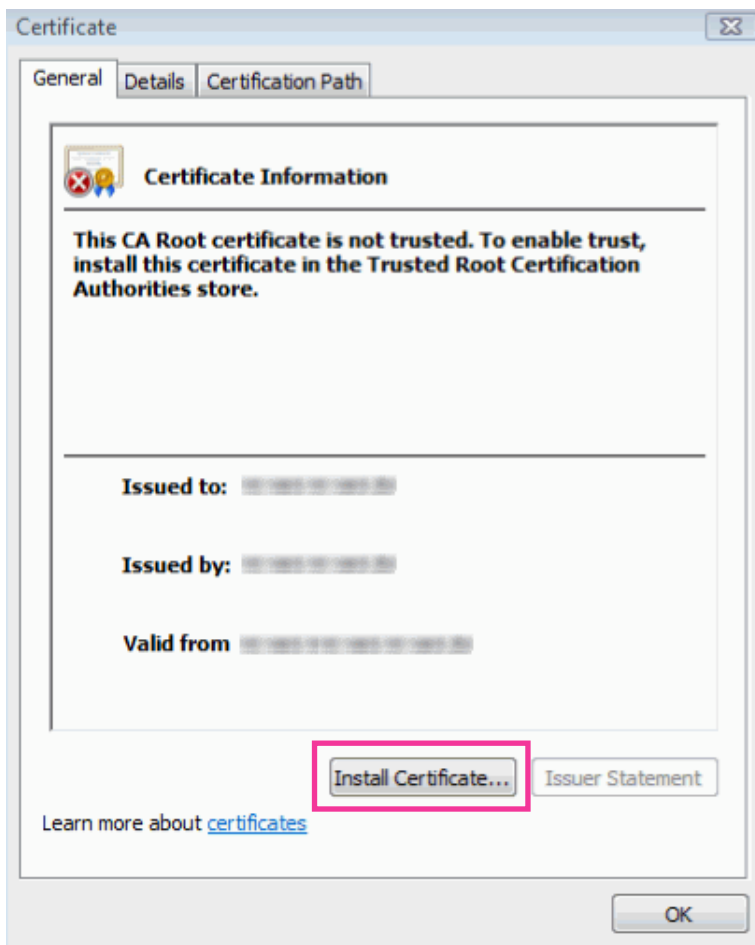 Certificate
General
Details
Certification Path
Certificate Information
This CA Root certificate is not trusted. To enable trust,
install this certificate in the Trusted Root Certification
Authorities store.
Issued to:
Issued by:
Valid from
Install Certificate...
Issuer Statement
Learn more about certificates
OK